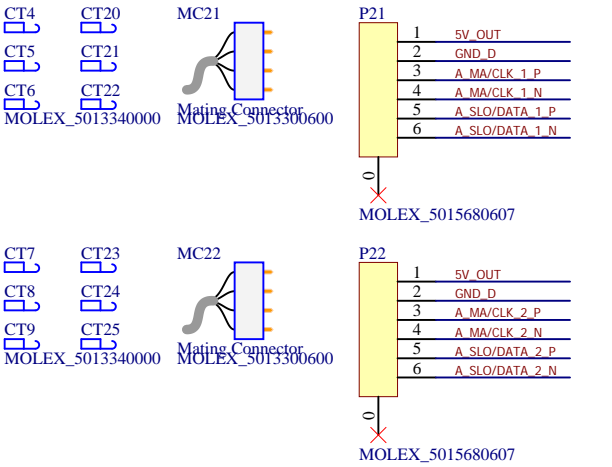 CT4 CT20 MC21 P21
CT5 CT21
CT6 CT22
MOLEX_5013340000
Mating Connector
MOLEX_5013300600
1 5V_OUT
2 GND_D
3 A_MA/CLK_1_P
4 A_MA/CLK_1_N
5 A_SLO/DATA_1_P
6 A_SLO/DATA_1_N
0
MOLEX_5015680607
CT7 CT23 MC22 P22
CT8 CT24
CT9 CT25
MOLEX_5013340000
Mating Connector
MOLEX_5013300600
1 5V_OUT
2 GND_D
3 A_MA/CLK_2_P
4 A_MA/CLK_2_N
5 A_SLO/DATA_2_P
6 A_SLO/DATA_2_N
0
MOLEX_5015680607